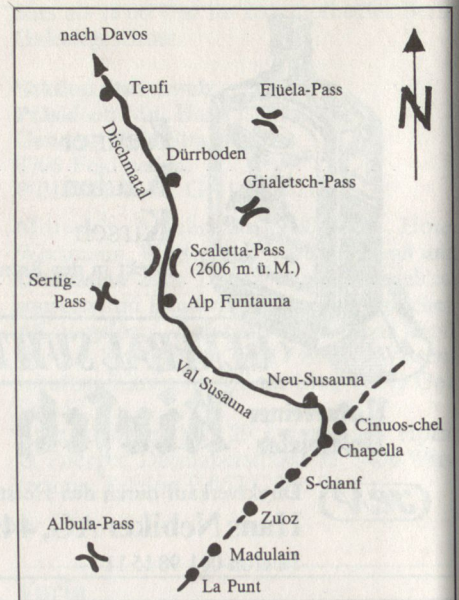 nach Davos
Teufi
Flüela-Pass
N
Dischmatal
Dürrboden
Grialetsch-Pass
Scaletta-Pass
(2606 m. ü. M.)
Sertig-
Pass
Alp Funtauna
Val Susauna
Neu-Susauna
Cinuos-chel
Chapella
S-chanf
Zuoz
Albula-Pass
Madulain
La Punt